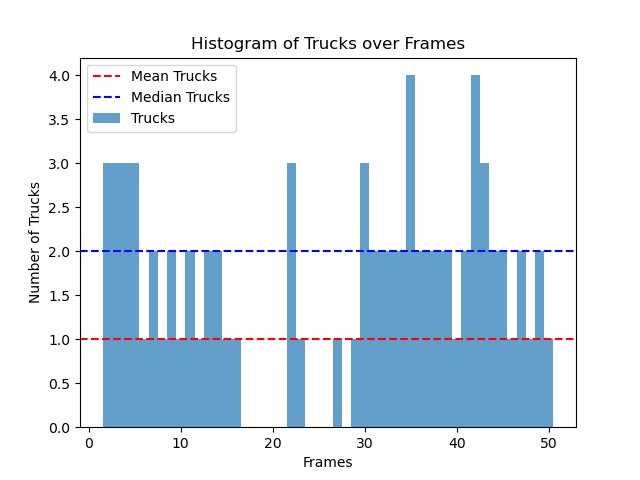 Histogram of Trucks over Frames
Mean Trucks
Median Trucks
Trucks
4.0
3.5
3.0
2.5
2.0
1.5
1.0
0.5
0.0
Number of Trucks
0 10 20 30 40 50
Frames